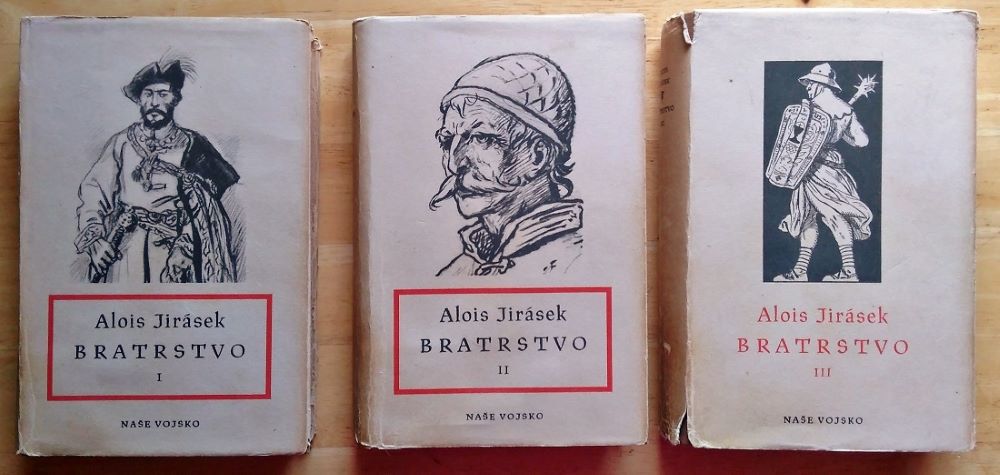 Alois Jirásek
BRATRSTVO
I
NAŠE VOJSKO
Alois Jirásek
BRATRSTVO
II
NAŠE VOJSKO
Alois Jirásek
BRATRSTVO
III
NAŠE VOJSKO